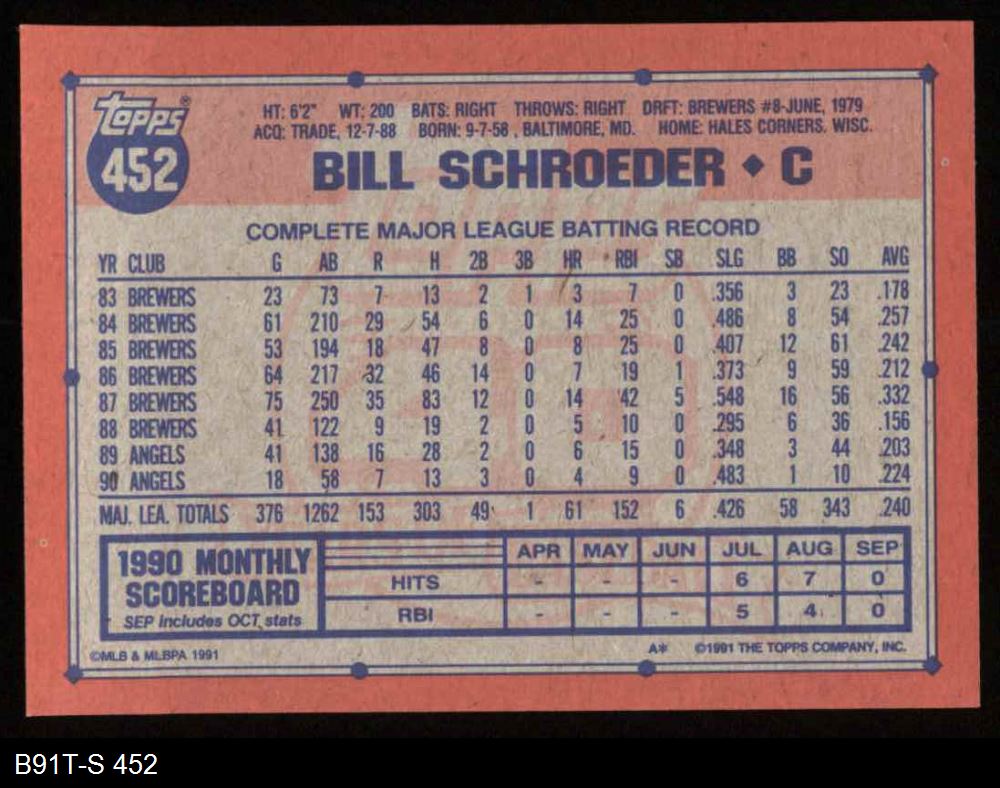 topps®
452
HT: 6'2" WT: 200 BATS: RIGHT THROWS: RIGHT DRFT: BREWERS #8-JUNE, 1979
ACQ: TRADE, 12-7-88 BORN: 9-7-58, BALTIMORE, MD. HOME: HALES CORNERS, WISC.
BILL SCHROEDER ♦ C
COMPLETE MAJOR LEAGUE BATTING RECORD
YR CLUB G AB R H 2B 3B HR RBI SB SLG BB SO AVG
83 BREWERS 23 73 7 13 2 1 3 7 0 .356 3 23 .178
84 BREWERS 61 210 29 54 6 0 14 25 0 .486 8 54 .257
85 BREWERS 53 194 18 47 8 0 8 25 0 .407 12 61 .242
86 BREWERS 64 217 32 46 14 0 7 19 1 .373 9 59 .212
87 BREWERS 75 250 35 83 12 0 14 42 5 .548 16 56 .332
88 BREWERS 41 122 9 19 2 0 5 10 0 .295 6 36 .156
89 ANGELS 41 138 16 28 2 0 6 15 0 .348 3 44 .203
90 ANGELS 18 58 7 13 3 0 4 9 0 .483 1 10 .224
MAJ. LEA. TOTALS 376 1262 153 303 49 1 61 152 6 .426 58 343 .240
1990 MONTHLY SCOREBOARD
SEP includes OCT. stats
APR MAY JUN JUL AUG SEP
HITS - - - 6 7 0
RBI - - - 5 4 0
©MLB & MLBPA 1991 A* ©1991 THE TOPPS COMPANY, INC.
B91T-S 452